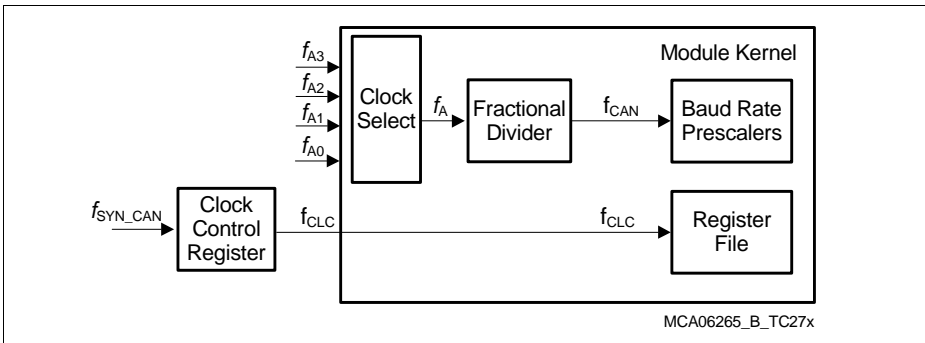 Module Kernel
fA3
fA2
fA1
fA0
Clock
Select
fA
Fractional
Divider
fCAN
Baud Rate
Prescalers
fSYN_CAN
Clock
Control
Register
fCLC
fCLC
Register
File
MCA06265_B_TC27x